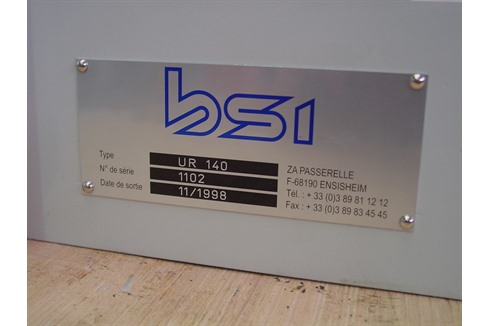 bsi
Type UR 140
N° de série 1102
Date de sortie 11/1998
ZA PASSERELLE
F-68190 ENSISHEIM
Tél. : + 33 (0)3 89 81 12 12
Fax : + 33 (0)3 89 83 45 45